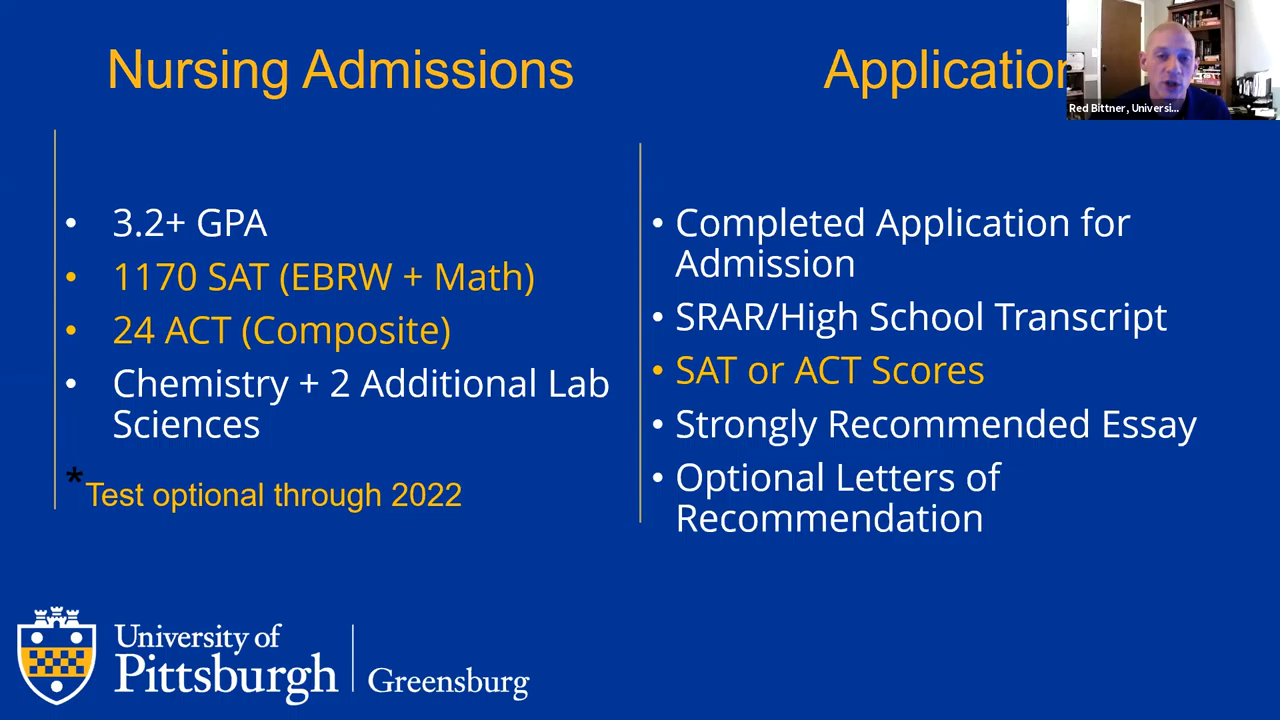 Nursing Admissions
3.2+ GPA
1170 SAT (EBRW + Math)
24 ACT (Composite)
Chemistry + 2 Additional Lab
Sciences
*Test optional through 2022
Application
Completed Application for
Admission
SRAR/High School Transcript
SAT or ACT Scores
Strongly Recommended Essay
Optional Letters of
Recommendation
Red Bittner, Universi...
University of
Pittsburgh
Greensburg